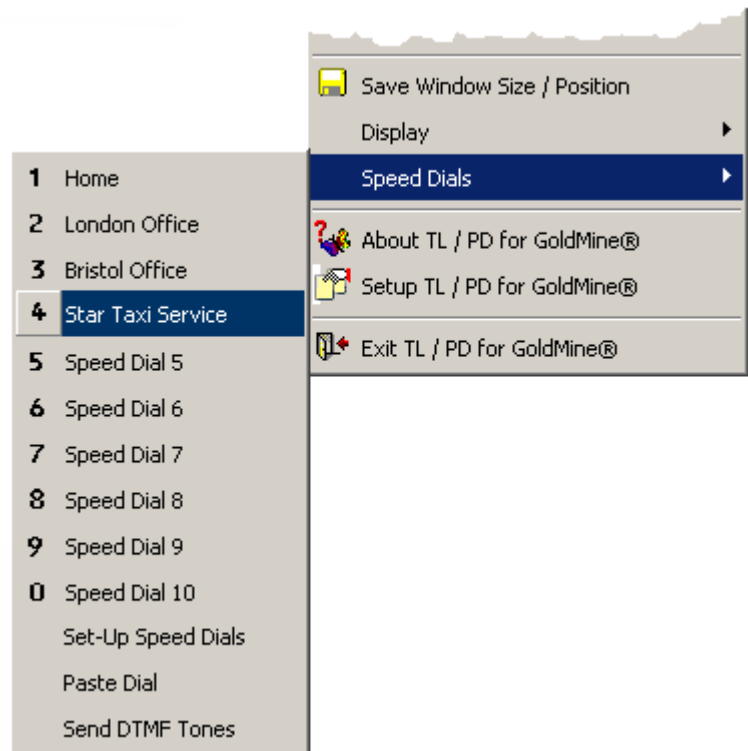 Save Window Size / Position
Display
Speed Dials
About TL / PD for GoldMine®
Setup TL / PD for GoldMine®
Exit TL / PD for GoldMine®
1 Home
2 London Office
3 Bristol Office
4 Star Taxi Service
5 Speed Dial 5
6 Speed Dial 6
7 Speed Dial 7
8 Speed Dial 8
9 Speed Dial 9
0 Speed Dial 10
Set-Up Speed Dials
Paste Dial
Send DTMF Tones